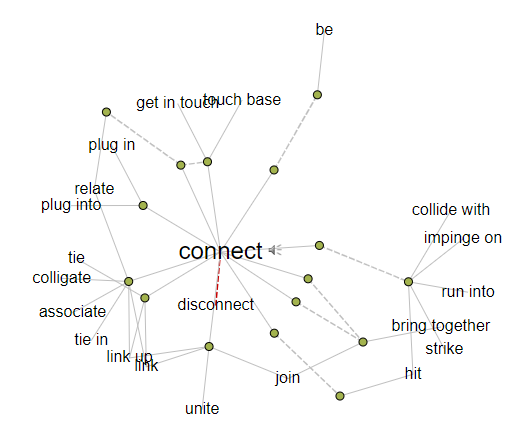 be
get in touch
touch base
plug in
relate
plug into
collide with
impinge on
tie
connect
colligate
run into
disconnect
associate
bring together
tie in
strike
link up
link
join
hit
unite